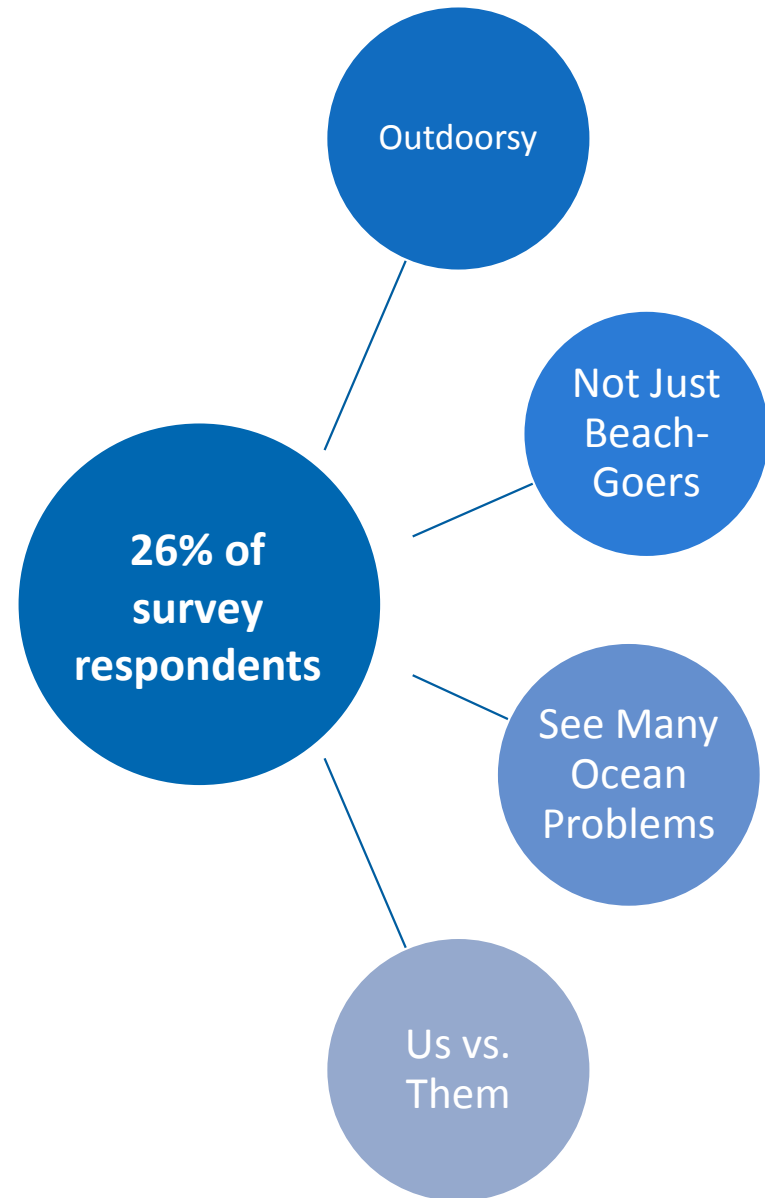 Outdoorsy
Not Just
Beach-
Goers
26% of
survey
respondents
See Many
Ocean
Problems
Us vs.
Them